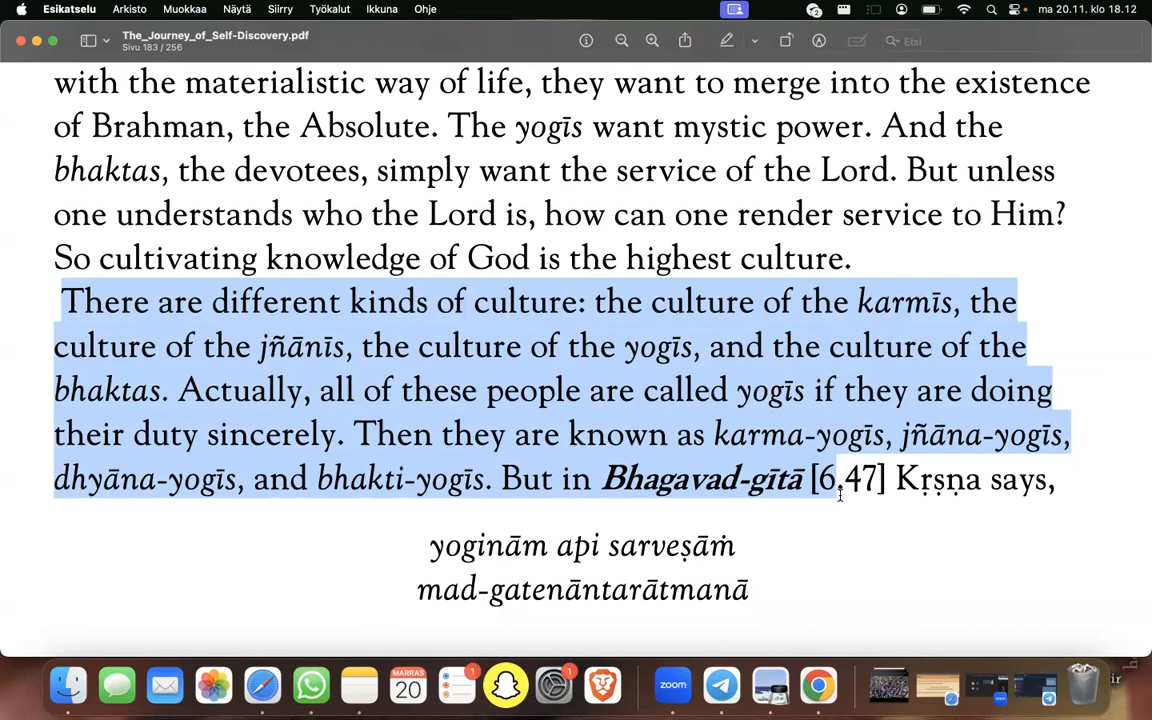 Esikatselu Arkisto Muokkaa Näytä Siirry Työkalut Ikkuna Ohje 2 ma 20.11. klo 18.12
The_Journey_of_Self-Discovery.pdf
Sivu 183 / 256
Etsi
with the materialistic way of life, they want to merge into the existence
of Brahman, the Absolute. The yogīs want mystic power. And the
bhaktas, the devotees, simply want the service of the Lord. But unless
one understands who the Lord is, how can one render service to Him?
So cultivating knowledge of God is the highest culture.
There are different kinds of culture: the culture of the karmīs, the
culture of the jñānīs, the culture of the yogīs, and the culture of the
bhaktas. Actually, all of these people are called yogīs if they are doing
their duty sincerely. Then they are known as karma-yogīs, jñāna-yogīs,
dhyāna-yogīs, and bhakti-yogīs. But in Bhagavad-gītā [6.47] Kṛṣṇa says,
yoginām api sarveṣāṁ
mad-gatenāntarātmanā
MARRAS
20
1
1
zoom
ir